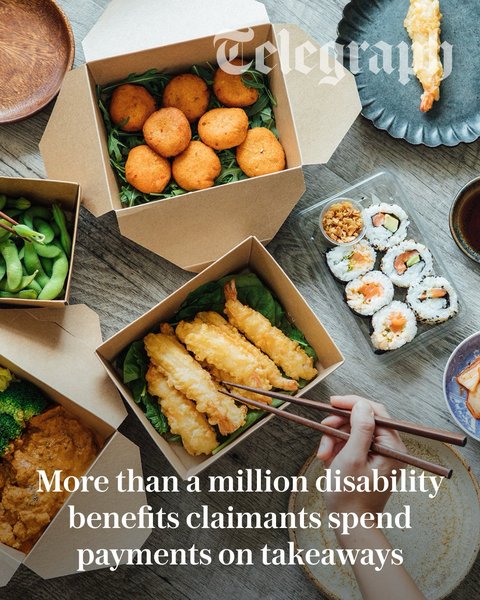 Telegraph
More than a million disability
benefits claimants spend
payments on takeaways